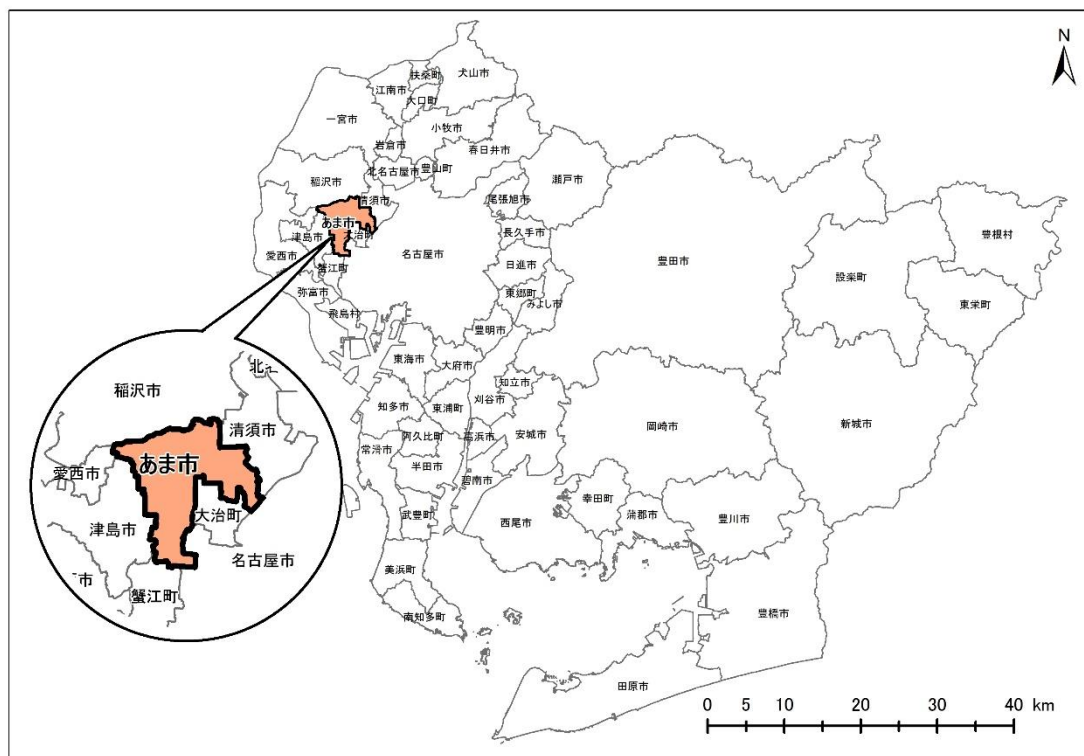 N
扶桑町
犬山市
江南市
大口町
一宮市
小牧市
岩倉市
春日井市
北名古屋市
豊山町
瀬戸市
稲沢市
清須市
尾張旭市
あま市
大治町
津島市
長久手市
愛西市
名古屋市
蟹江町
日進市
豊田市
弥富市
東郷町
みよし市
飛島村
豊明市
設楽町
豊根村
東栄町
東海市
大府市
知立市
刈谷市
知多市
東浦町
岡崎市
新城市
阿久比町
高浜市
安城市
常滑市
半田市
碧南市
幸田町
蒲郡市
豊川市
武豊町
西尾市
美浜町
南知多町
豊橋市
田原市
0 10 20 30 40 km
稲沢市
清須市
あま市
愛西市
津島市
大治町
名古屋市
市
蟹江町